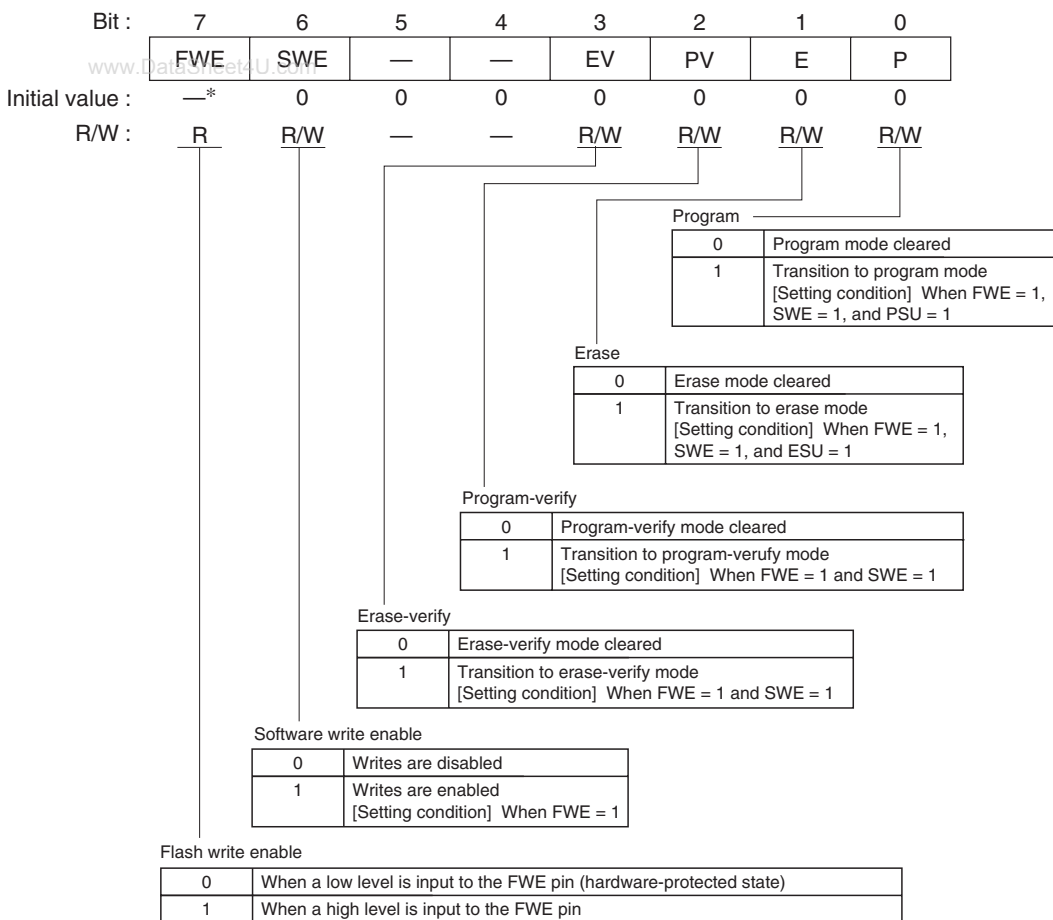 Bit : 7 6 5 4 3 2 1 0
FWE SWE — — EV PV E P
www.DataSheet4U.com
Initial value : —* 0 0 0 0 0 0 0
R/W : R R/W — — R/W R/W R/W R/W
Program
0 Program mode cleared
1 Transition to program mode
[Setting condition] When FWE = 1,
SWE = 1, and PSU = 1
Erase
0 Erase mode cleared
1 Transition to erase mode
[Setting condition] When FWE = 1,
SWE = 1, and ESU = 1
Program-verify
0 Program-verify mode cleared
1 Transition to program-verufy mode
[Setting condition] When FWE = 1 and SWE = 1
Erase-verify
0 Erase-verify mode cleared
1 Transition to erase-verify mode
[Setting condition] When FWE = 1 and SWE = 1
Software write enable
0 Writes are disabled
1 Writes are enabled
[Setting condition] When FWE = 1
Flash write enable
0 When a low level is input to the FWE pin (hardware-protected state)
1 When a high level is input to the FWE pin